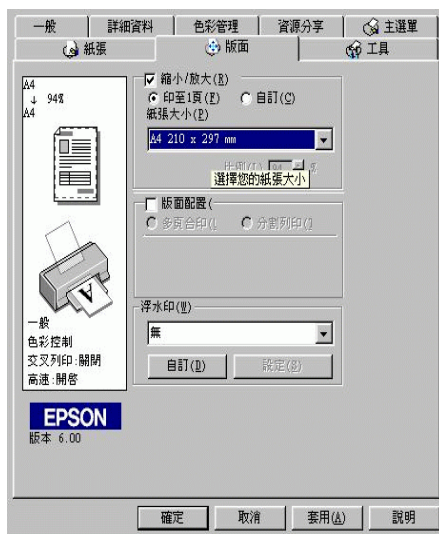 一般 詳細資料 色彩管理 資源分享 主選單
紙張 版面 工具
A4
↓ 94%
A4
縮小/放大(R)
印至1頁(F) 自訂(C)
紙張大小(P)
A4 210 x 297 mm
94 %
選擇您的紙張大小
版面配置(
多頁合印( 分割列印(
浮水印(W)
無
自訂(D) 設定(S)
一般
色彩控制
交叉列印:關閉
高速:開啓
EPSON
版本 6.00
確定 取消 套用(A) 說明